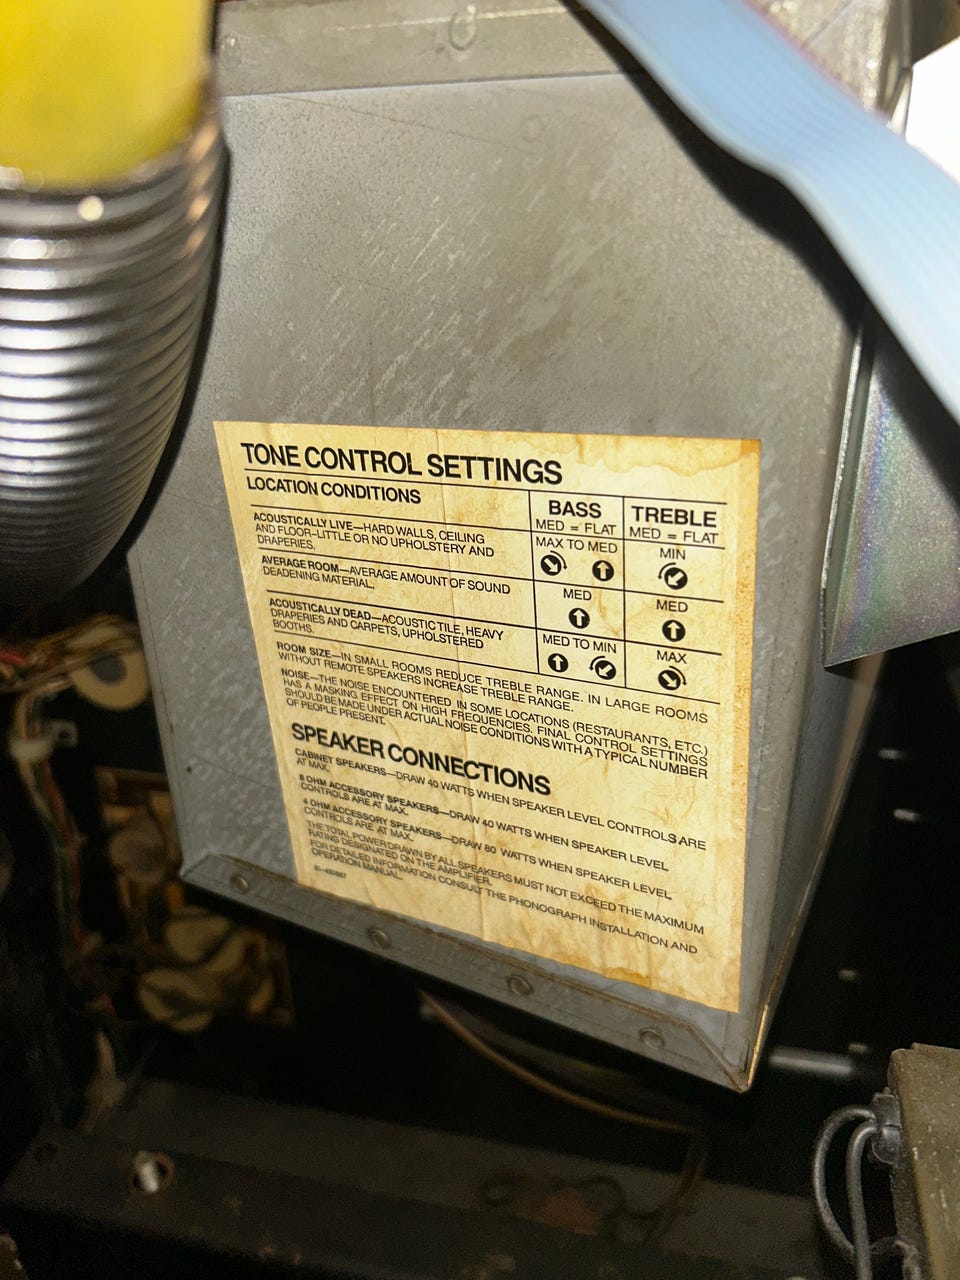 TONE CONTROL SETTINGS
LOCATION CONDITIONS
BASS
MED = FLAT
TREBLE
MED = FLAT
ACOUSTICALLY LIVE—HARD WALLS, CEILING
AND FLOOR–LITTLE OR NO UPHOLSTERY AND
DRAPERIES.
MAX TO MED
MIN
AVERAGE ROOM—AVERAGE AMOUNT OF SOUND
DEADENING MATERIAL.
MED
MED
ACOUSTICALLY DEAD—ACOUSTIC TILE, HEAVY
DRAPERIES AND CARPETS, UPHOLSTERED
BOOTHS.
MED TO MIN
MAX
ROOM SIZE—IN SMALL ROOMS REDUCE TREBLE RANGE. IN LARGE ROOMS
WITHOUT REMOTE SPEAKERS INCREASE TREBLE RANGE.
NOISE—THE NOISE ENCOUNTERED IN SOME LOCATIONS (RESTAURANTS, ETC.)
HAS A MASKING EFFECT ON HIGH FREQUENCIES. FINAL CONTROL SETTINGS
SHOULD BE MADE UNDER ACTUAL NOISE CONDITIONS WITH A TYPICAL NUMBER
OF PEOPLE PRESENT.
SPEAKER CONNECTIONS
CABINET SPEAKERS—DRAW 40 WATTS WHEN SPEAKER LEVEL CONTROLS ARE
AT MAX.
8 OHM ACCESSORY SPEAKERS—DRAW 40 WATTS WHEN SPEAKER LEVEL
CONTROLS ARE AT MAX.
4 OHM ACCESSORY SPEAKERS—DRAW 80 WATTS WHEN SPEAKER LEVEL
CONTROLS ARE AT MAX.
THE TOTAL POWER DRAWN BY ALL SPEAKERS MUST NOT EXCEED THE MAXIMUM
RATING DESIGNATED ON THE AMPLIFIER.
FOR DETAILED INFORMATION CONSULT THE PHONOGRAPH INSTALLATION AND
OPERATION MANUAL.